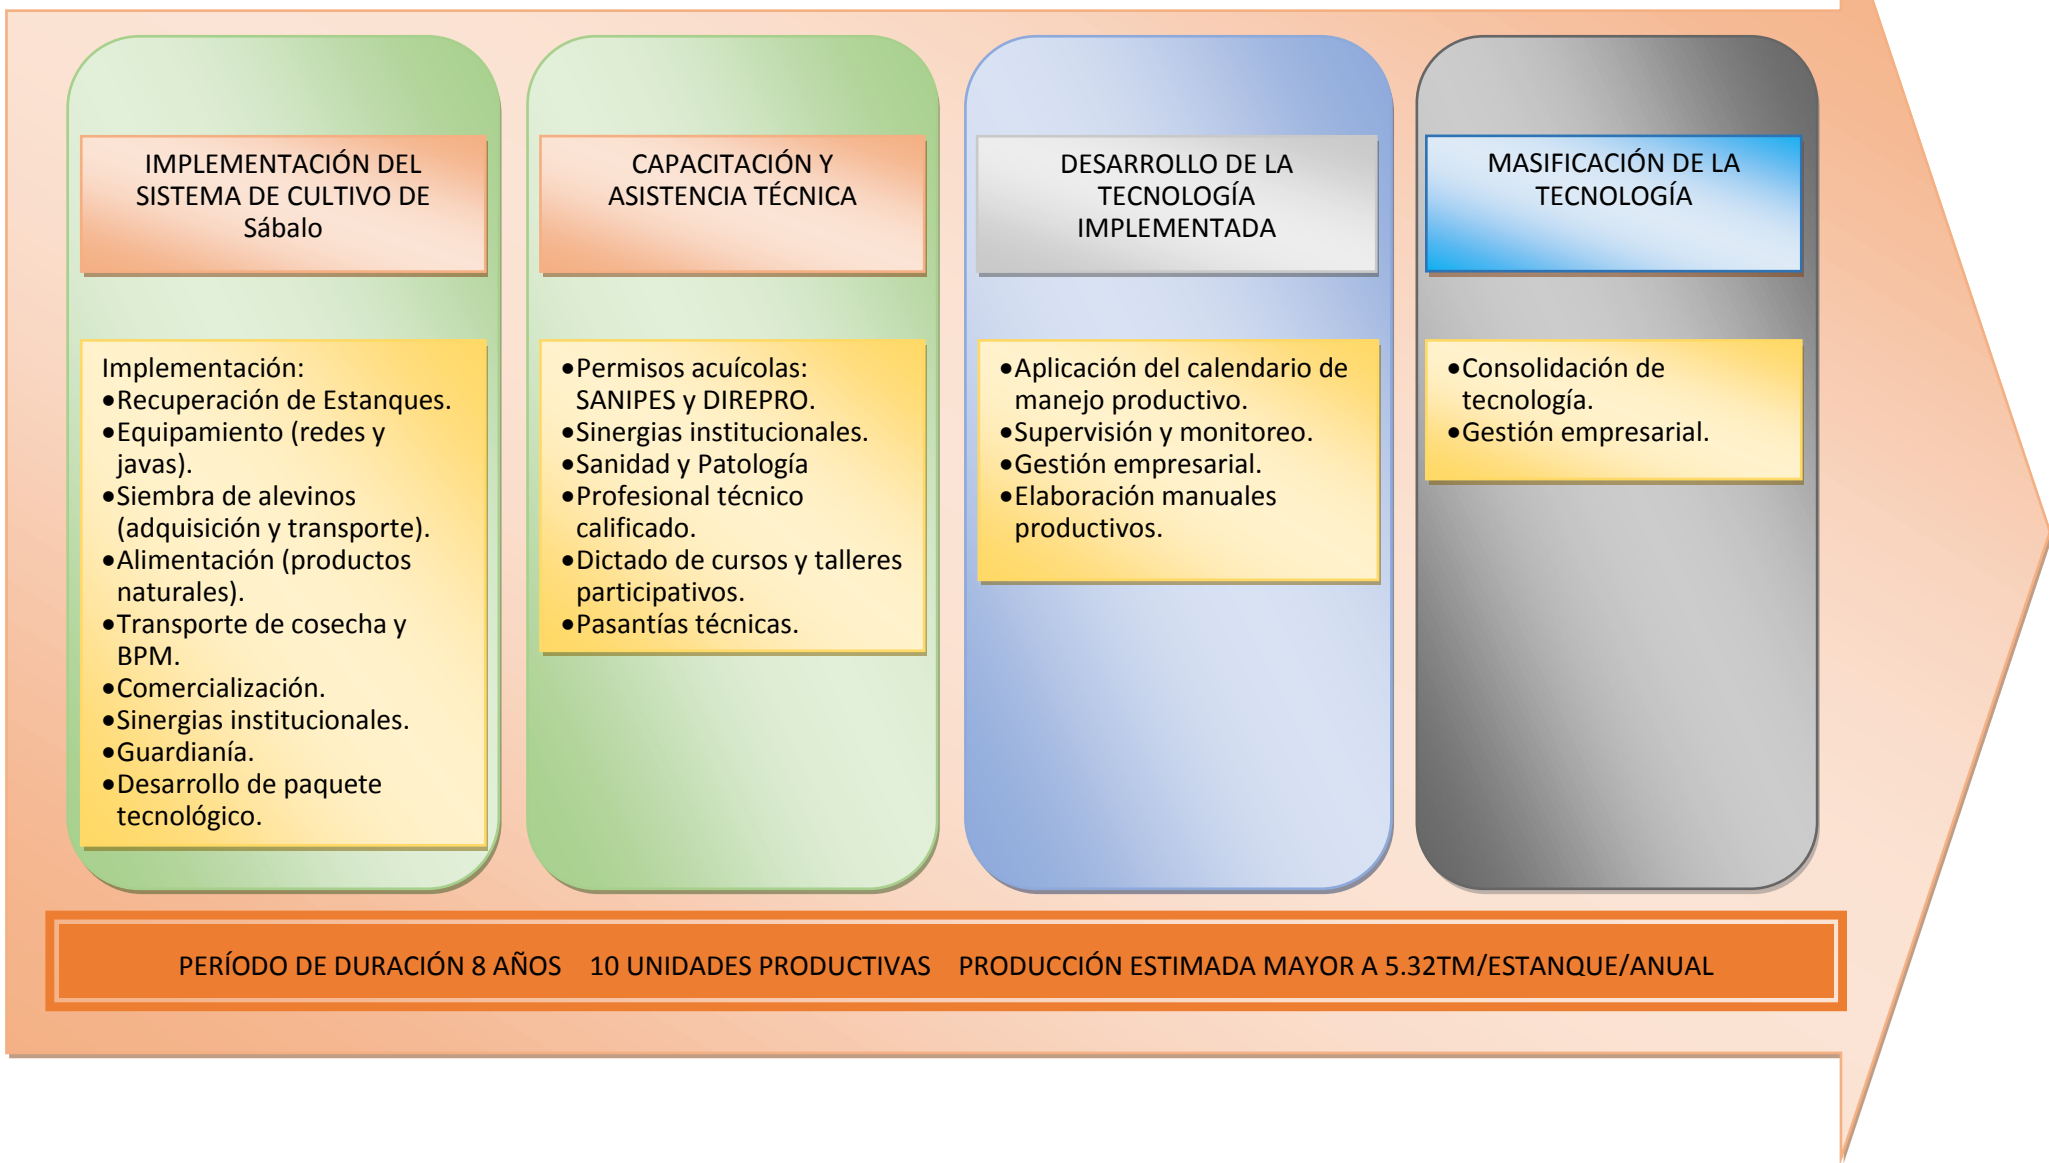 IMPLEMENTACIÓN DEL
SISTEMA DE CULTIVO DE
Sábalo
Implementación:
•Recuperación de Estanques.
•Equipamiento (redes y
javas).
•Siembra de alevinos
(adquisición y transporte).
•Alimentación (productos
naturales).
•Transporte de cosecha y
BPM.
•Comercialización.
•Sinergias institucionales.
•Guardianía.
•Desarrollo de paquete
tecnológico.
CAPACITACIÓN Y
ASISTENCIA TÉCNICA
•Permisos acuícolas:
SANIPES y DIREPRO.
•Sinergias institucionales.
•Sanidad y Patología
•Profesional técnico
calificado.
•Dictado de cursos y talleres
participativos.
•Pasantías técnicas.
DESARROLLO DE LA
TECNOLOGÍA
IMPLEMENTADA
•Aplicación del calendario de
manejo productivo.
•Supervisión y monitoreo.
•Gestión empresarial.
•Elaboración manuales
productivos.
MASIFICACIÓN DE LA
TECNOLOGÍA
•Consolidación de
tecnología.
•Gestión empresarial.
PERÍODO DE DURACIÓN 8 AÑOS 10 UNIDADES PRODUCTIVAS PRODUCCIÓN ESTIMADA MAYOR A 5.32TM/ESTANQUE/ANUAL